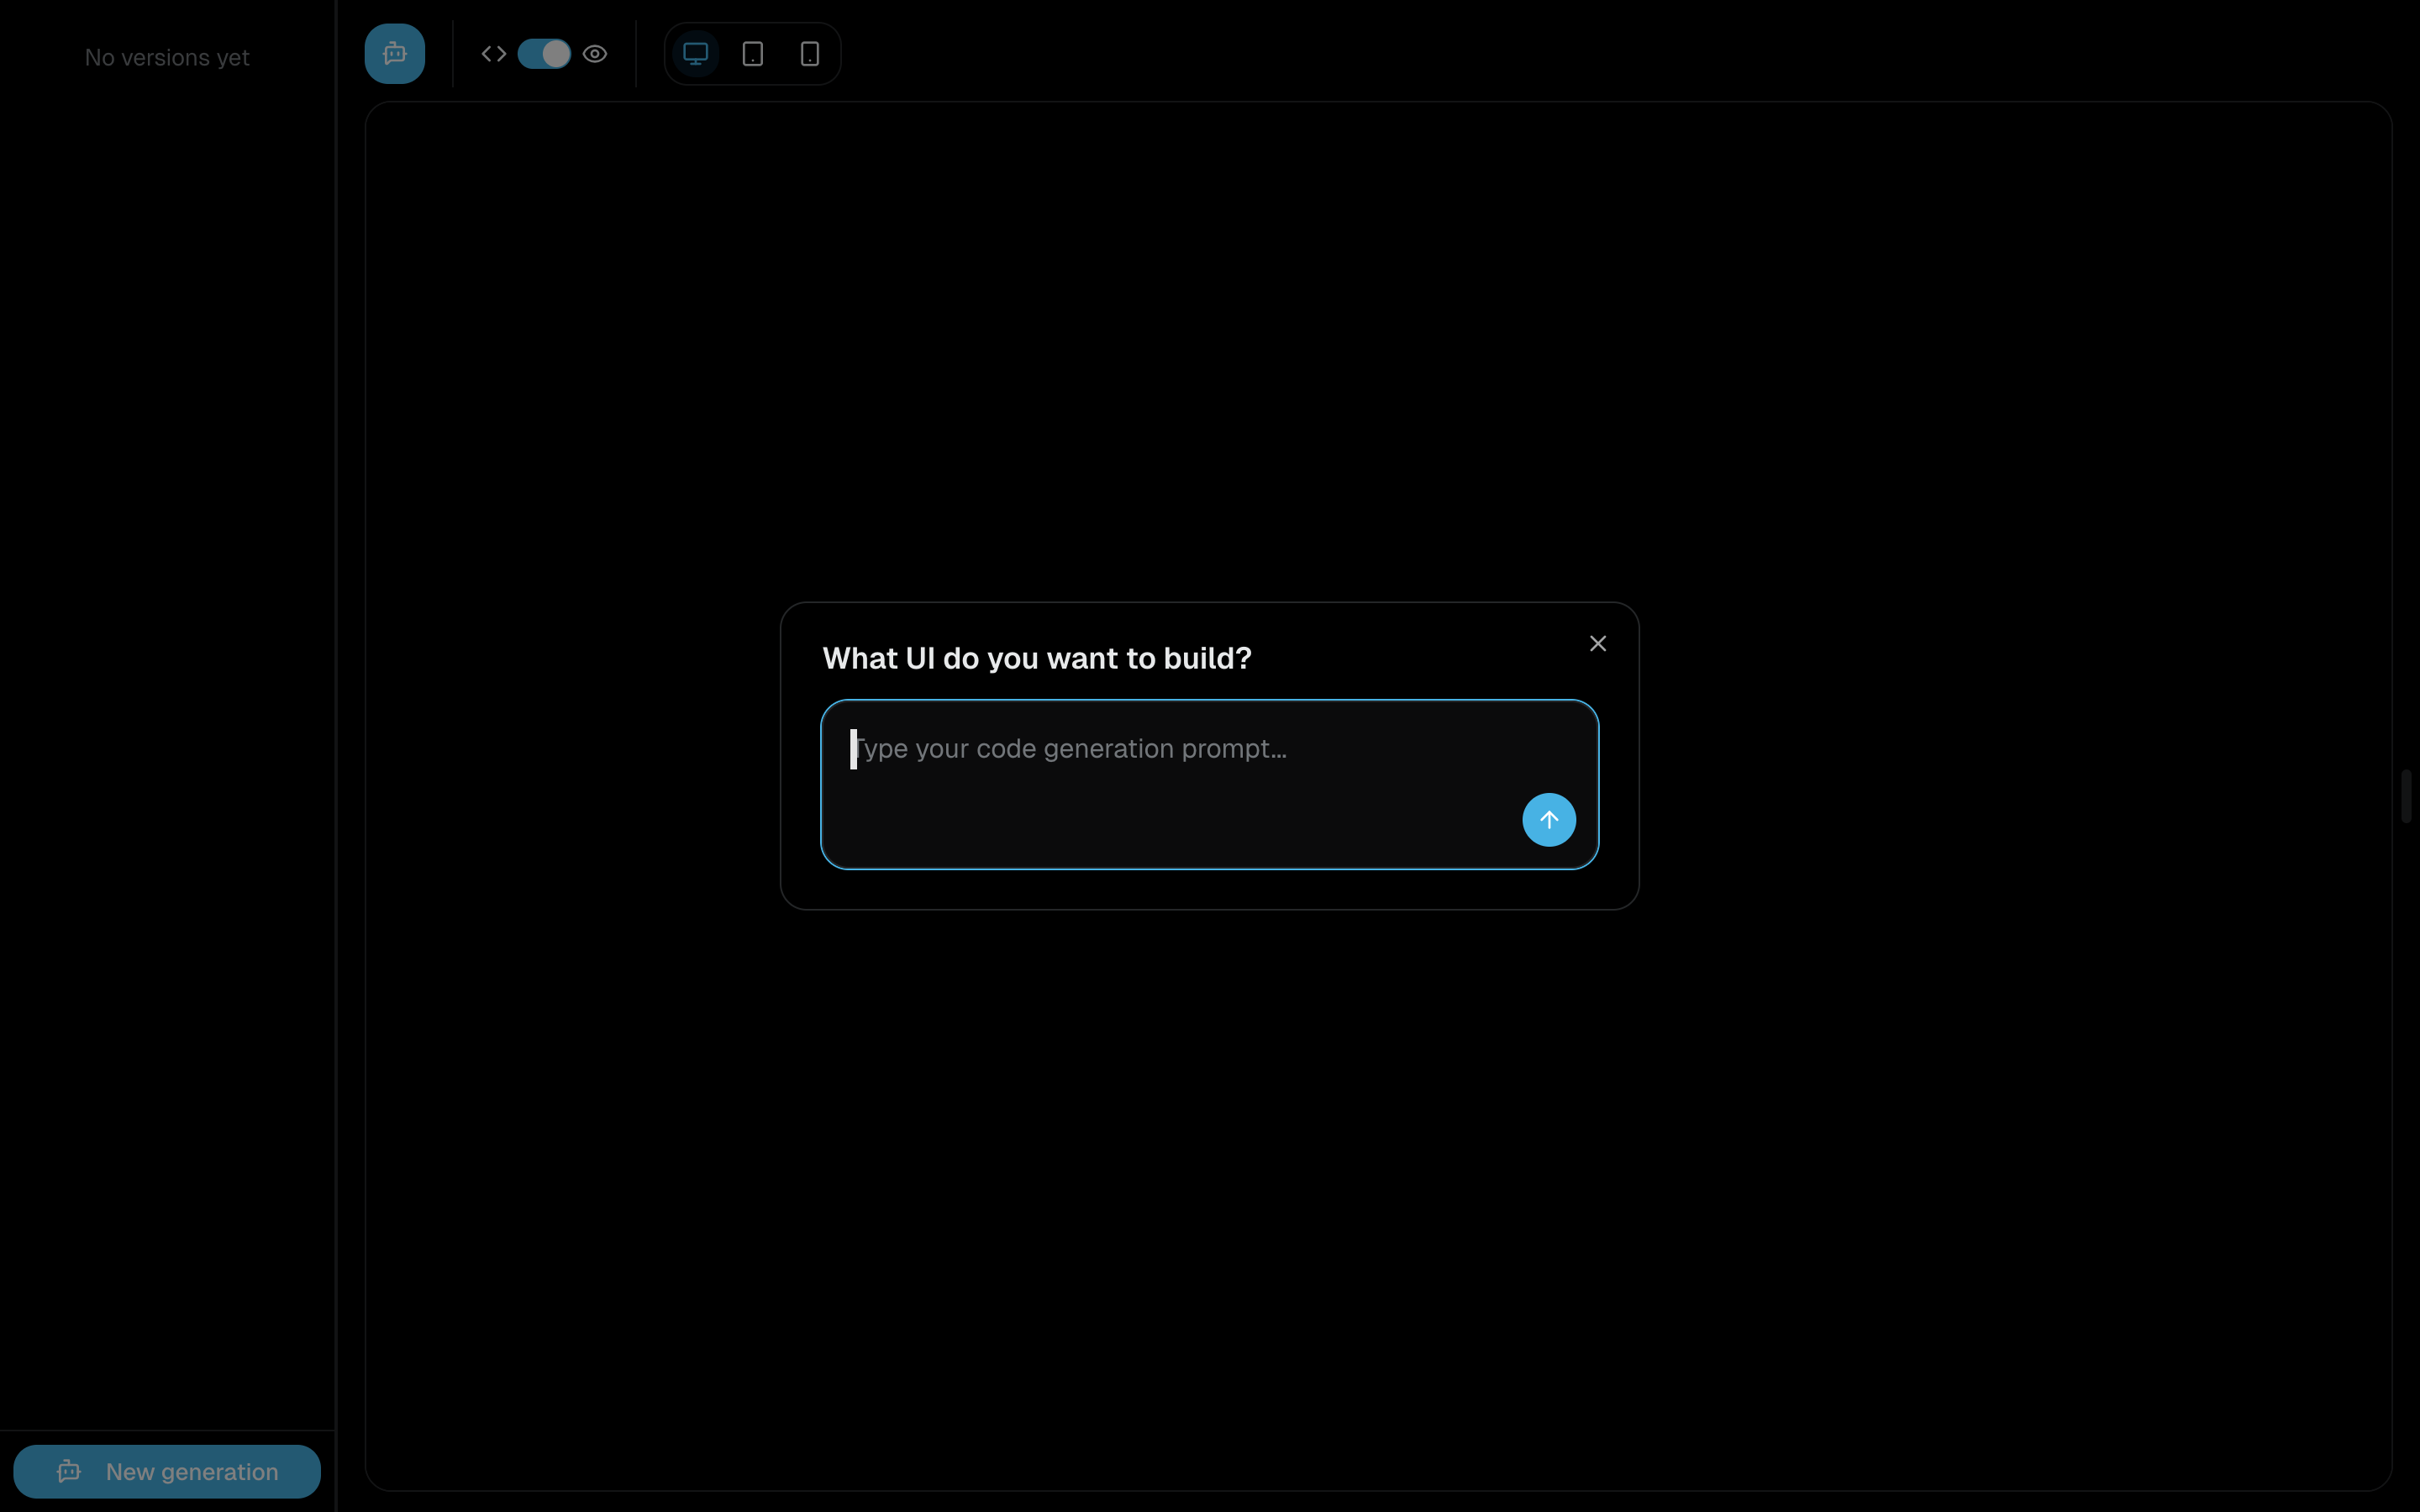 No versions yet
What UI do you want to build?
Type your code generation prompt...
New generation